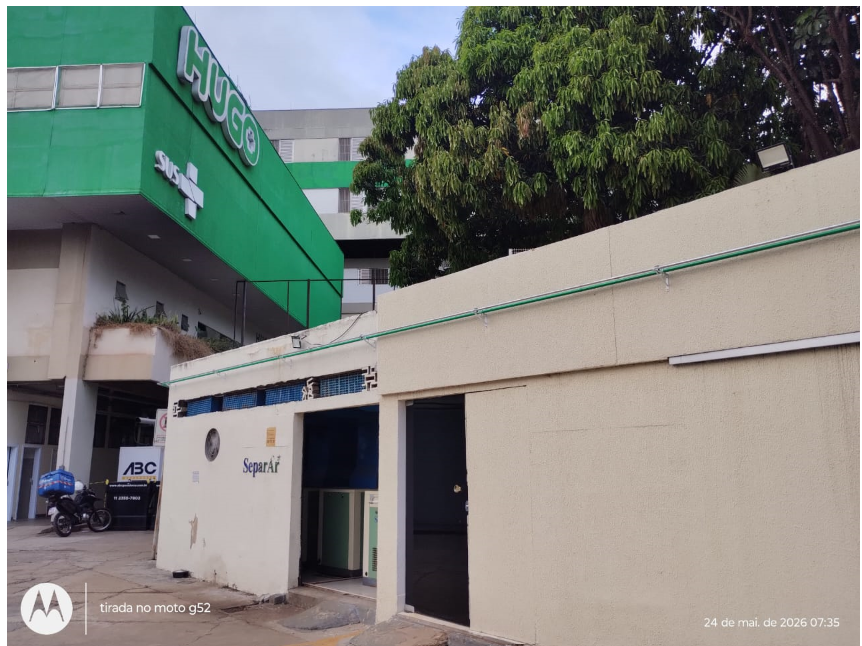 HUGO
SUS
ABC
SeparAr
tirada no moto g52
24 de mai. de 2026 07:35